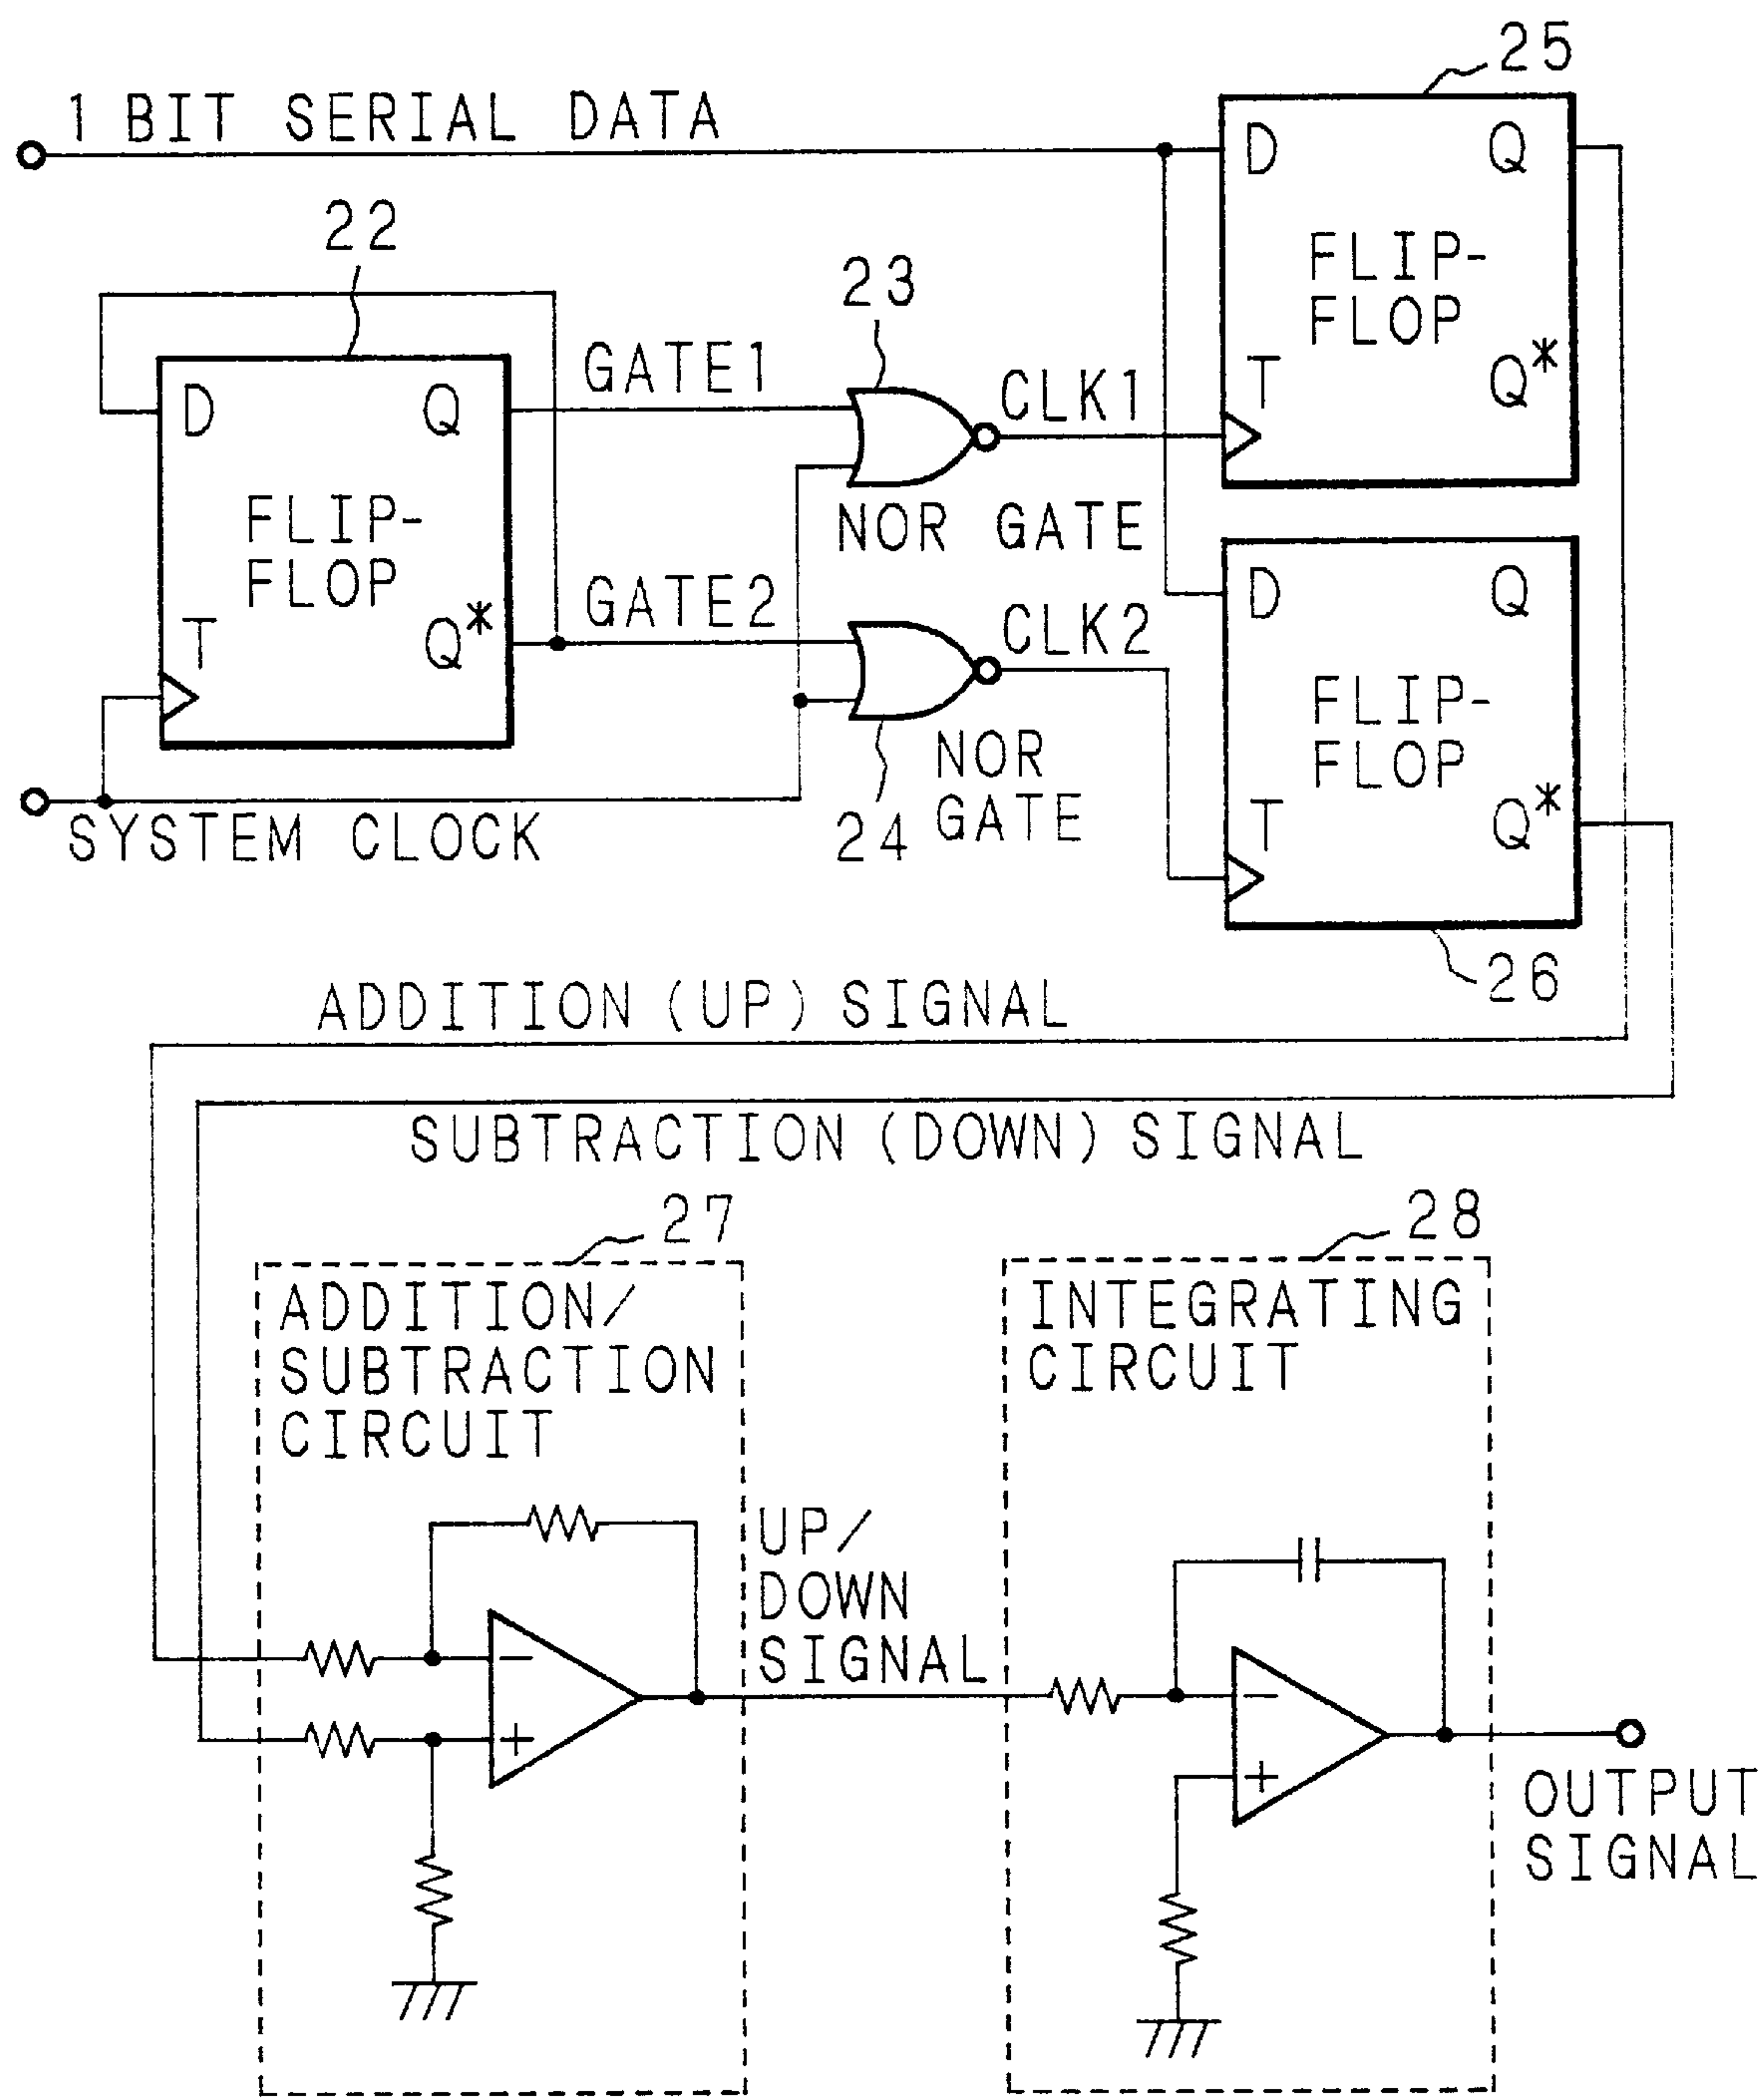 25
1 BIT SERIAL DATA
D
Q
FLIP-
FLOP
T
Q*
22
23
GATE1
CLK1
D
Q
FLIP-
FLOP
T
Q*
NOR GATE
GATE2
CLK2
D
Q
FLIP-
FLOP
T
Q*
NOR
GATE
24
SYSTEM CLOCK
26
ADDITION (UP) SIGNAL
SUBTRACTION (DOWN) SIGNAL
27
28
ADDITION/
SUBTRACTION
CIRCUIT
INTEGRATING
CIRCUIT
UP/
DOWN
SIGNAL
−
+
−
+
OUTPUT
SIGNAL